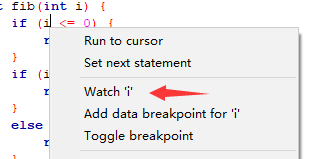 t fib(int i) {
if (i <= 0) {
r
}
if (i
r
}
else
r
Run to cursor
Set next statement
Watch 'i'
Add data breakpoint for 'i'
Toggle breakpoint